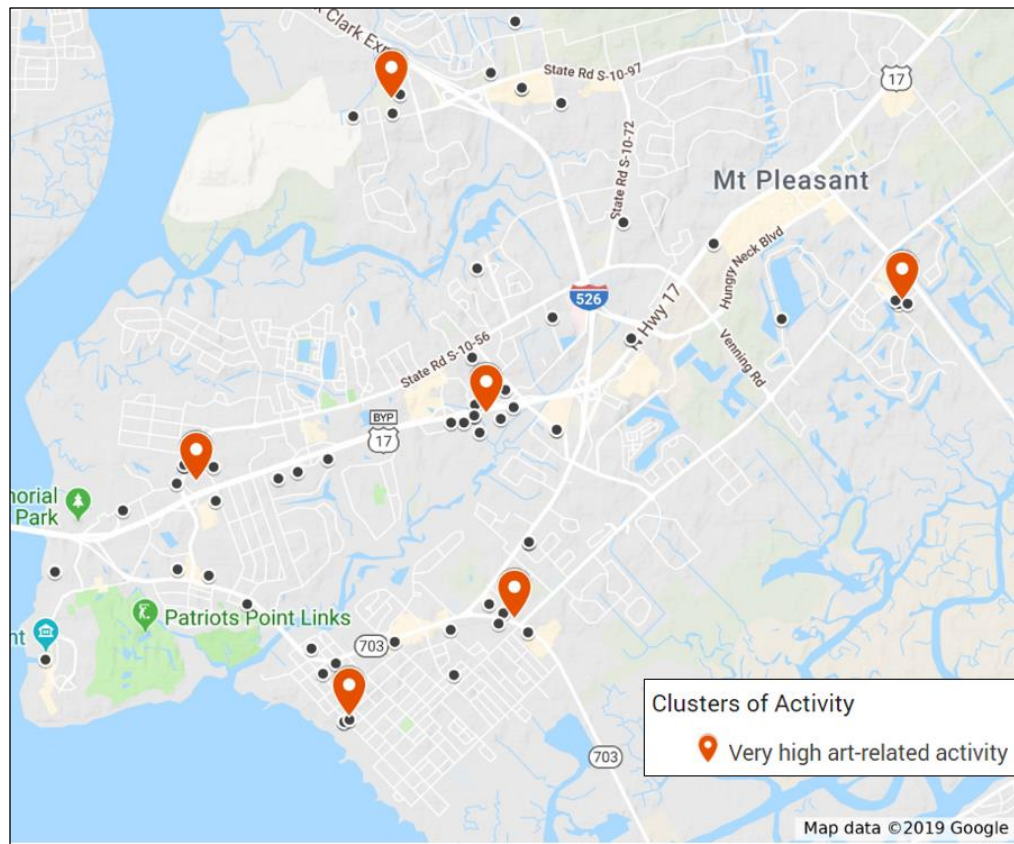 Clark Exp
State Rd S-10-97
17
State Rd S-10-72
Mt Pleasant
Hungry Neck Blvd
526
N Hwy 17
Venning Rd
State Rd S-10-56
BYP
17
morial
Park
Patriots Point Links
nt
703
703
Clusters of Activity
Very high art-related activity
Map data ©2019 Google